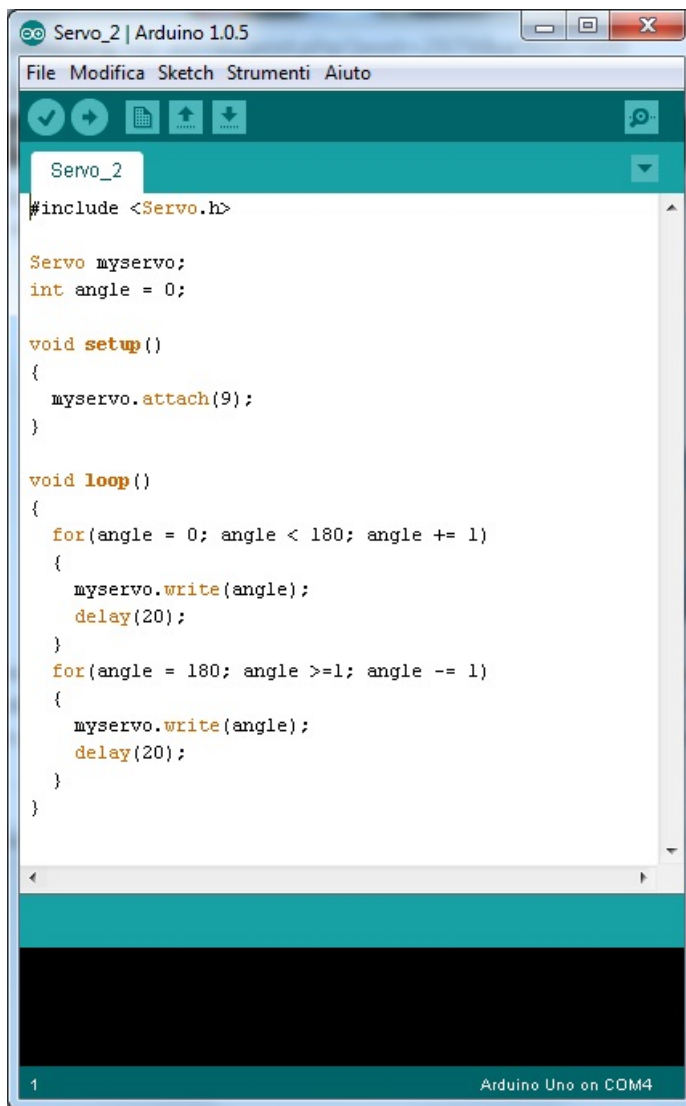 Servo_2 | Arduino 1.0.5
File Modifica Sketch Strumenti Aiuto
Servo_2
#include <Servo.h>
Servo myservo;
int angle = 0;
void setup()
{
  myservo.attach(9);
}
void loop()
{
  for(angle = 0; angle < 180; angle += 1)
  {
    myservo.write(angle);
    delay(20);
  }
  for(angle = 180; angle >=1; angle -= 1)
  {
    myservo.write(angle);
    delay(20);
  }
}
1 Arduino Uno on COM4